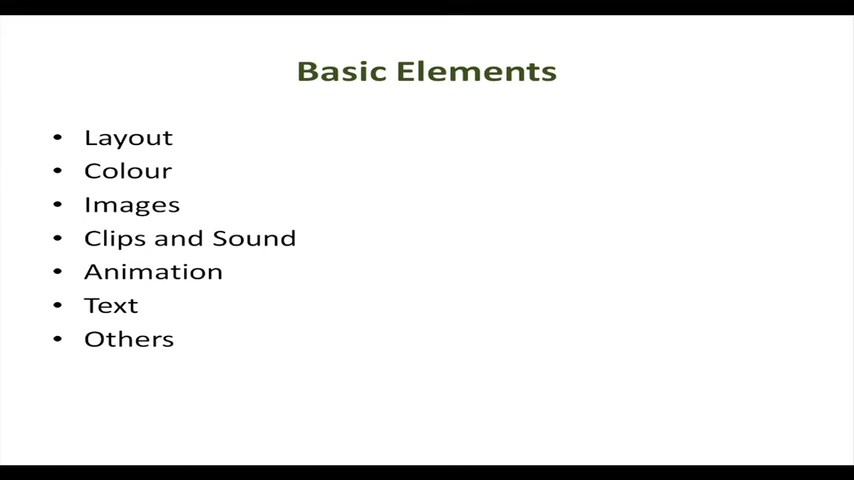 Basic Elements
• Layout
• Colour
• Images
• Clips and Sound
• Animation
• Text
• Others